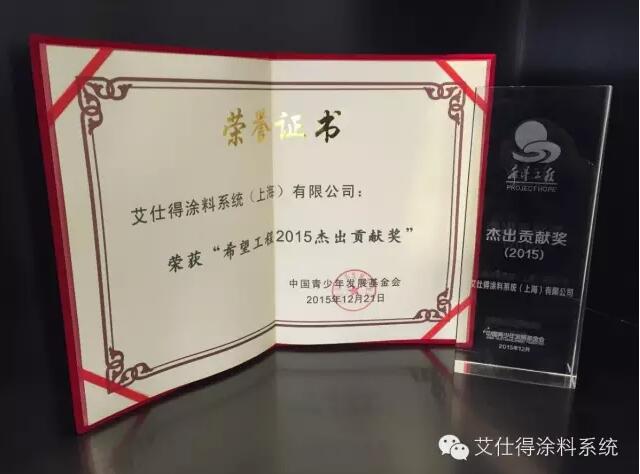 荣誉证书
艾仕得涂料系统（上海）有限公司：
荣获“希望工程2015杰出贡献奖”
中国青少年发展基金会
2015年12月21日
希望工程
PROJECT HOPE
杰出贡献奖
(2015)
艾仕得涂料系统（上海）有限公司
中国青少年发展基金会
2015年12月
艾仕得涂料系统